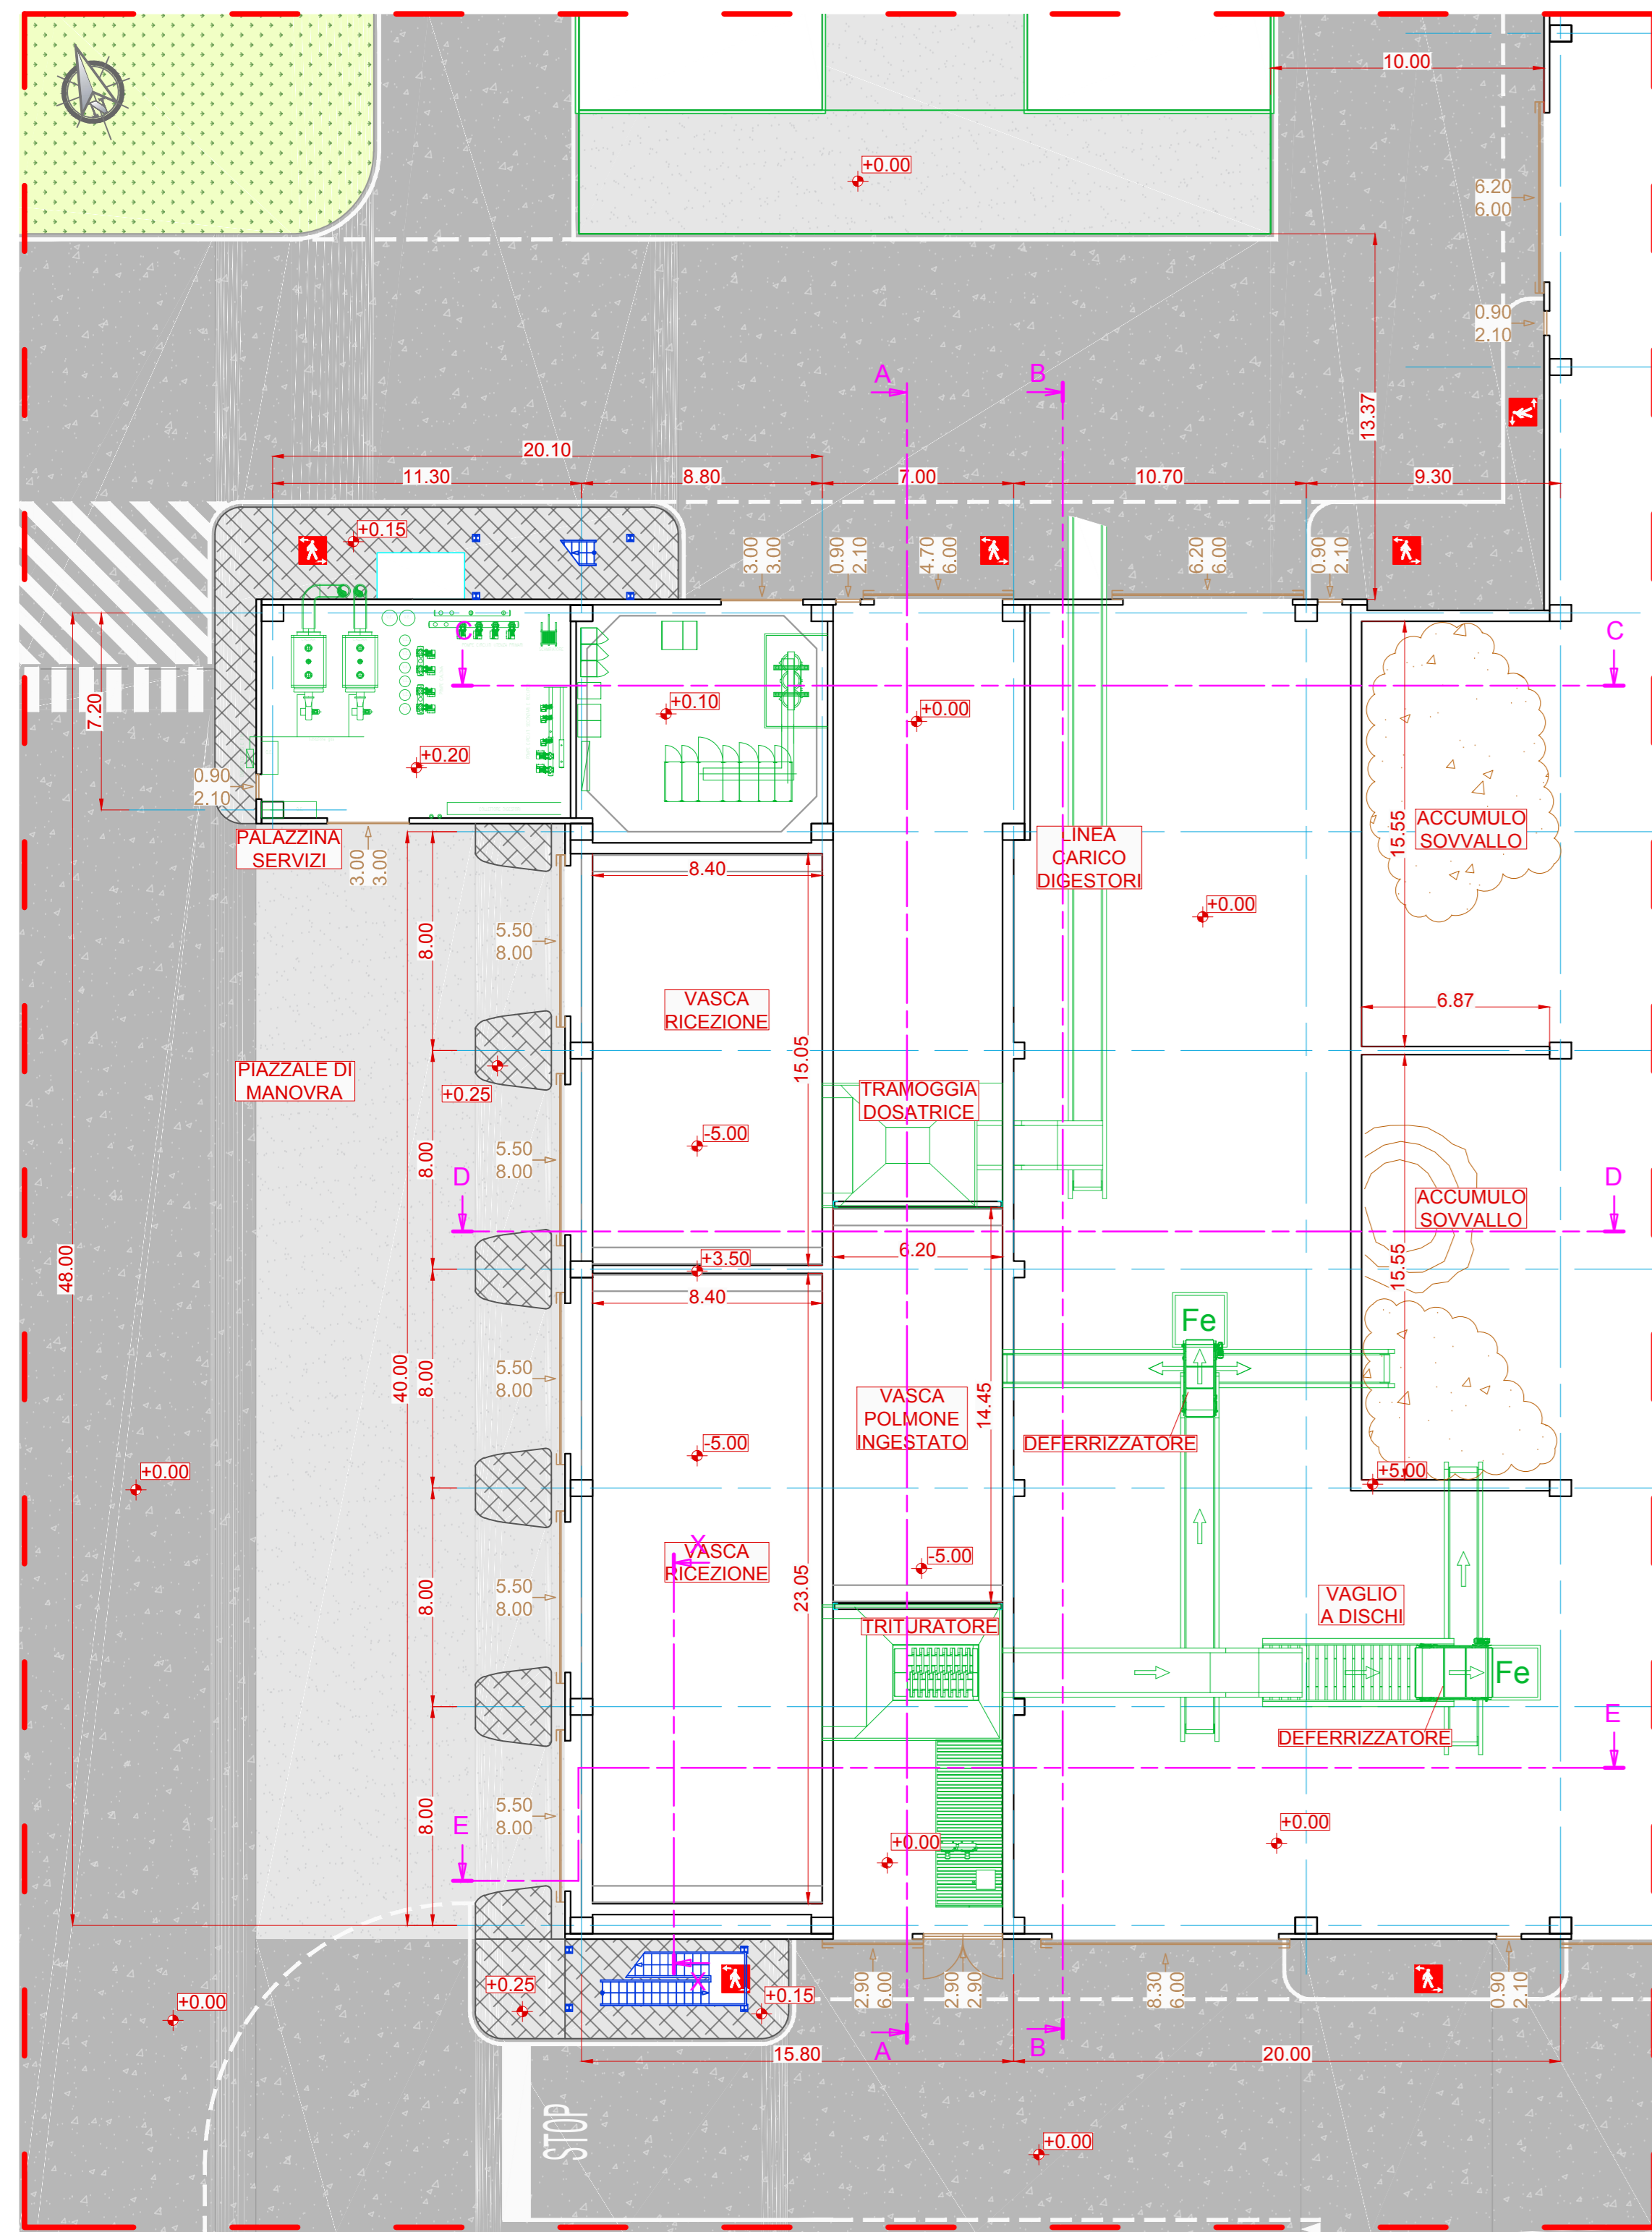 10.00
+0.00
6.20
6.00
0.90
2.10
13.37
A
B
20.10
11.30
8.80
7.00
10.70
9.30
+0.15
3.00
3.00
0.90
2.10
4.70
6.00
6.20
6.00
0.90
2.10
C
C
7.20
+0.10
+0.00
+0.20
0.90
2.10
PALAZZINA
SERVIZI
3.00
3.00
LINEA
CARICO
DIGESTORI
15.55
ACCUMULO
SOVVALLO
8.40
8.00
5.50
8.00
+0.00
VASCA
RICEZIONE
6.87
15.05
PIAZZALE DI
MANOVRA
+0.25
TRAMOGGIA
DOSATRICE
-5.00
8.00
5.50
8.00
D
D
ACCUMULO
SOVVALLO
48.00
+3.50
6.20
15.55
8.40
Fe
40.00
8.00
5.50
8.00
VASCA
POLMONE
INGESTATO
14.45
DEFERRIZZATORE
-5.00
+0.00
+5.00
X
VASCA
RICEZIONE
-5.00
8.00
5.50
8.00
23.05
VAGLIO
A DISCHI
TRITURATORE
Fe
DEFERRIZZATORE
E
E
8.00
5.50
8.00
+0.00
+0.00
+0.25
X
+0.15
+0.00
2.90
6.00
2.90
2.90
8.30
6.00
0.90
2.10
A
B
15.80
20.00
STOP
+0.00